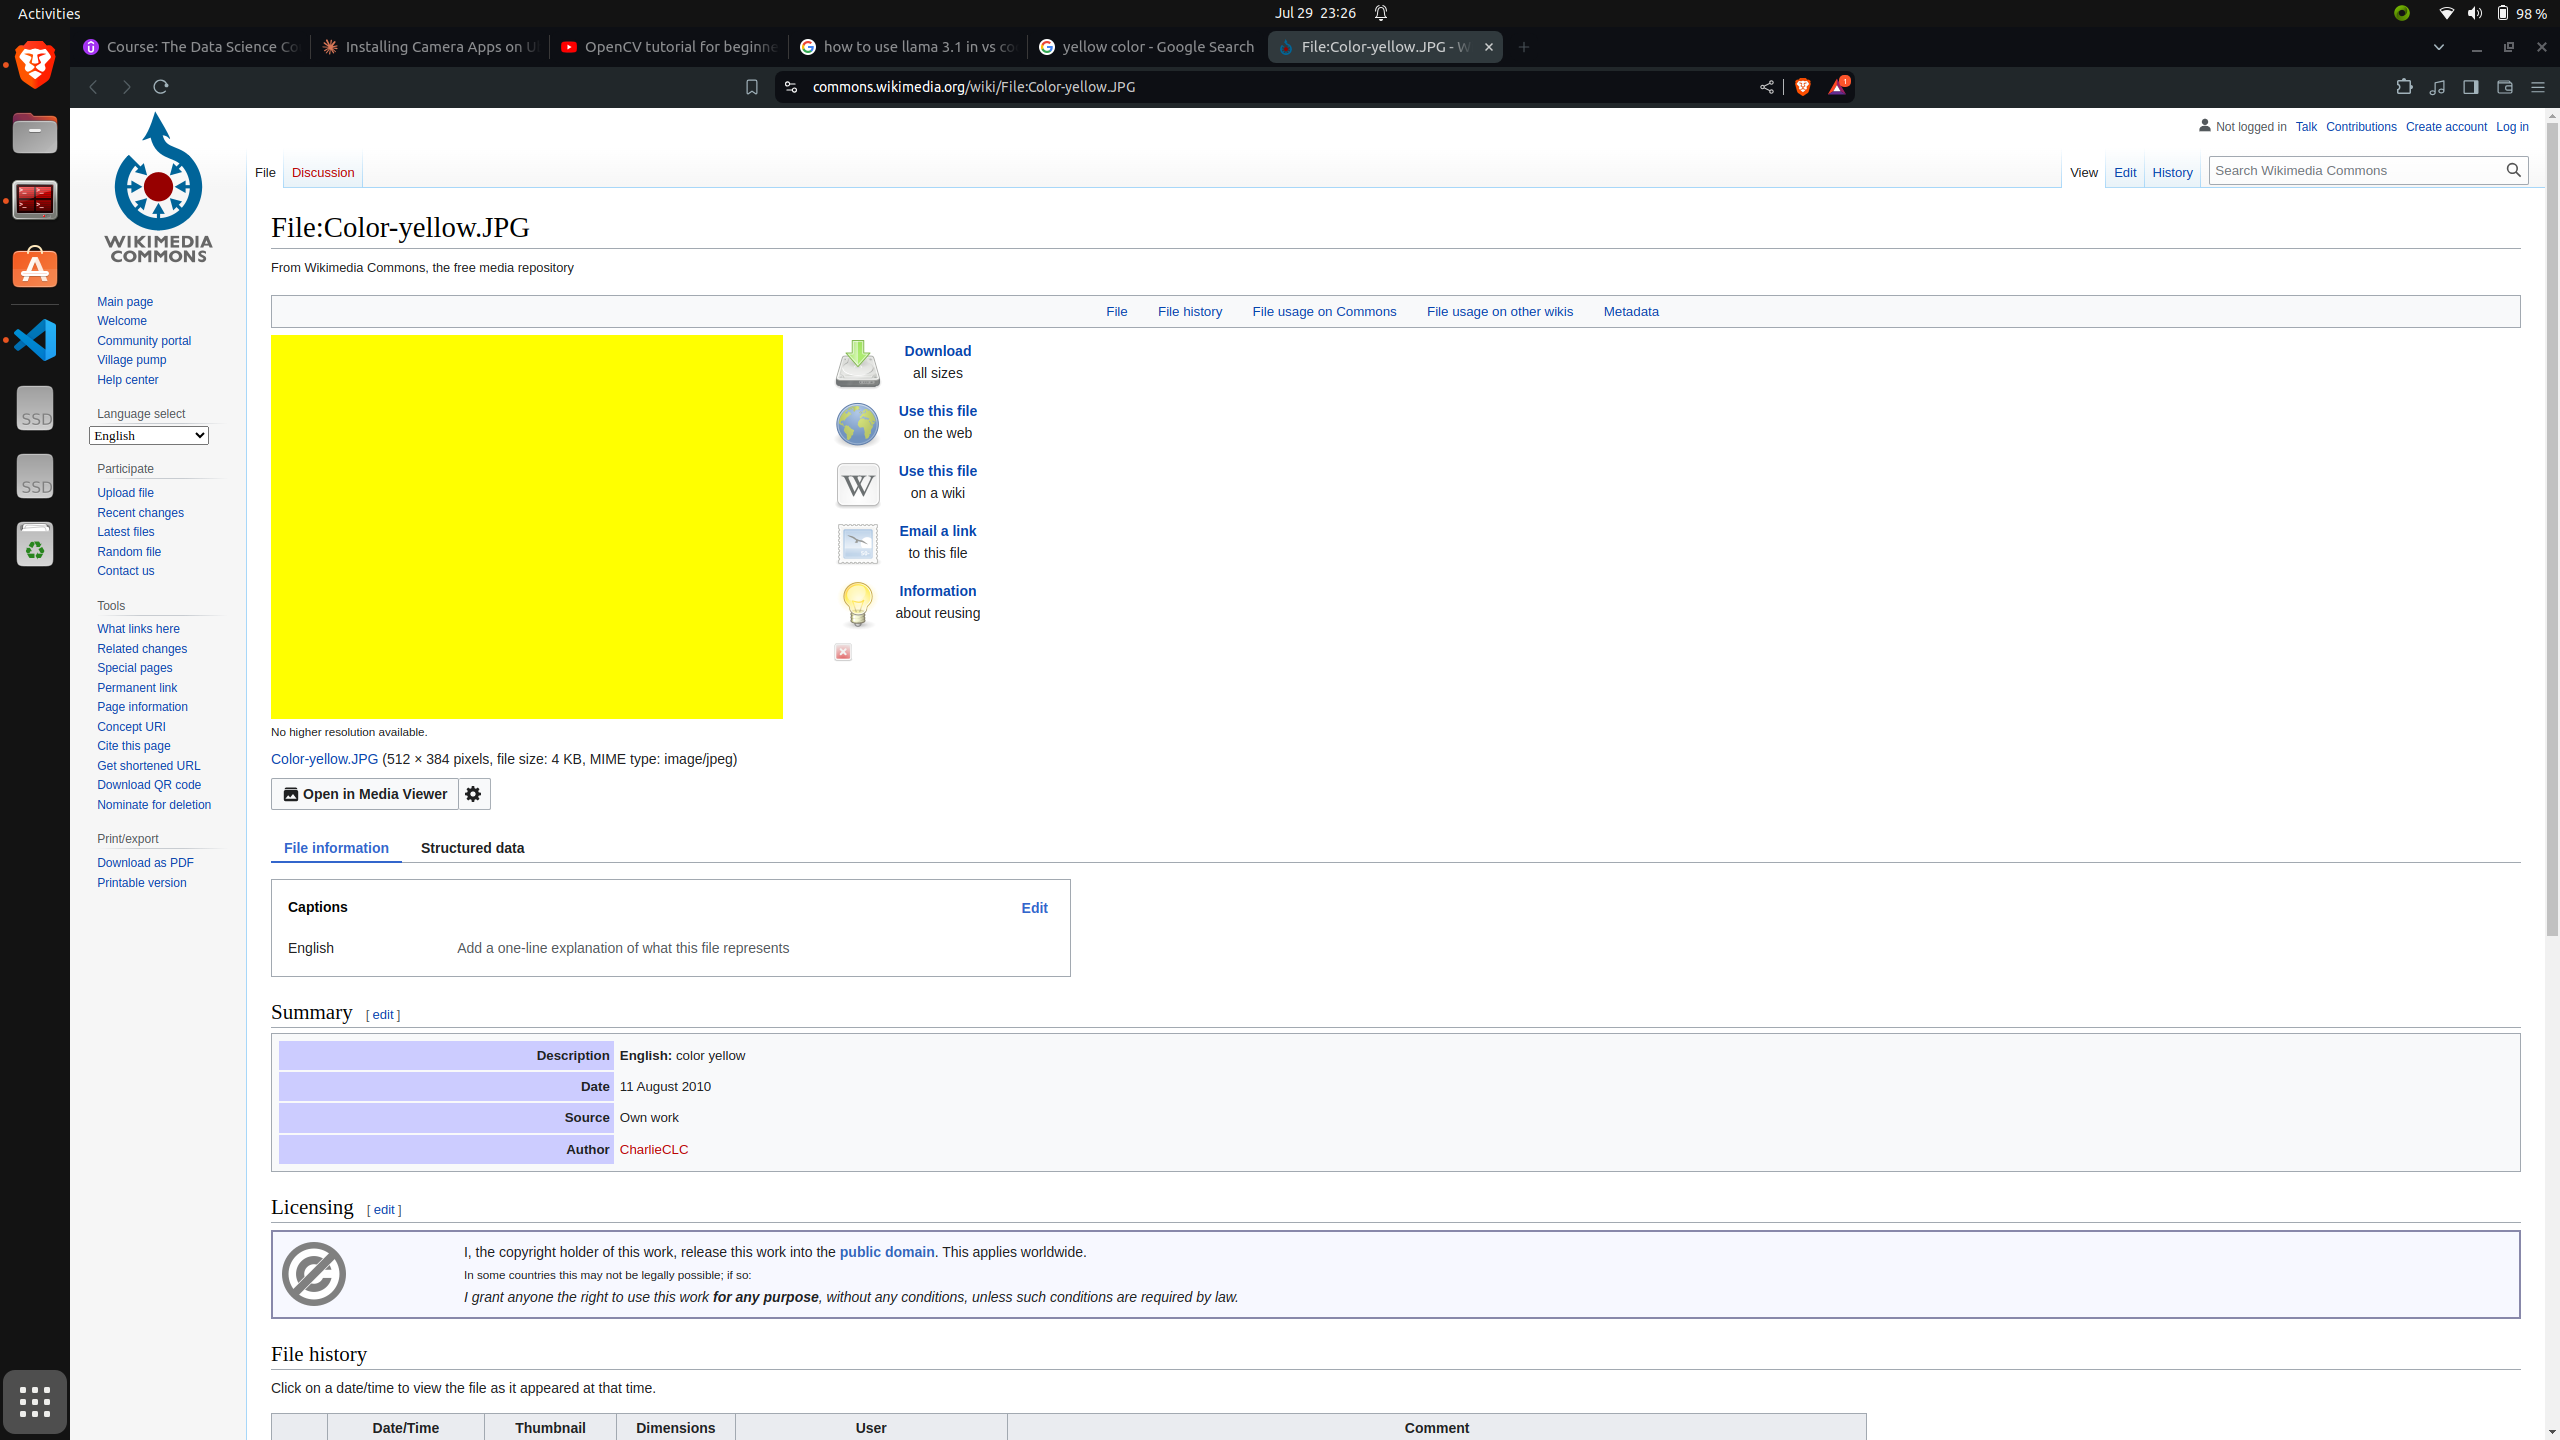 Activities
Jul 29 23:26
98 %
Course: The Data Science Co
Installing Camera Apps on U
OpenCV tutorial for beginne
how to use llama 3.1 in vs co
yellow color - Google Search
File:Color-yellow.JPG - W
commons.wikimedia.org/wiki/File:Color-yellow.JPG
1
Not logged in Talk Contributions Create account Log in
File Discussion
View Edit History
Search Wikimedia Commons
WIKIMEDIA
COMMONS
Main page
Welcome
Community portal
Village pump
Help center
Language select
English
Participate
Upload file
Recent changes
Latest files
Random file
Contact us
Tools
What links here
Related changes
Special pages
Permanent link
Page information
Concept URI
Cite this page
Get shortened URL
Download QR code
Nominate for deletion
Print/export
Download as PDF
Printable version
SSD
SSD
File:Color-yellow.JPG
From Wikimedia Commons, the free media repository
File File history File usage on Commons File usage on other wikis Metadata
Download
all sizes
Use this file
on the web
W
Use this file
on a wiki
Email a link
to this file
Information
about reusing
No higher resolution available.
Color-yellow.JPG (512 × 384 pixels, file size: 4 KB, MIME type: image/jpeg)
Open in Media Viewer
File information Structured data
Captions Edit
English Add a one-line explanation of what this file represents
Summary [ edit ]
Description English: color yellow
Date 11 August 2010
Source Own work
Author CharlieCLC
Licensing [ edit ]
I, the copyright holder of this work, release this work into the public domain. This applies worldwide.
In some countries this may not be legally possible; if so:
I grant anyone the right to use this work for any purpose, without any conditions, unless such conditions are required by law.
File history
Click on a date/time to view the file as it appeared at that time.
Date/Time Thumbnail Dimensions User Comment